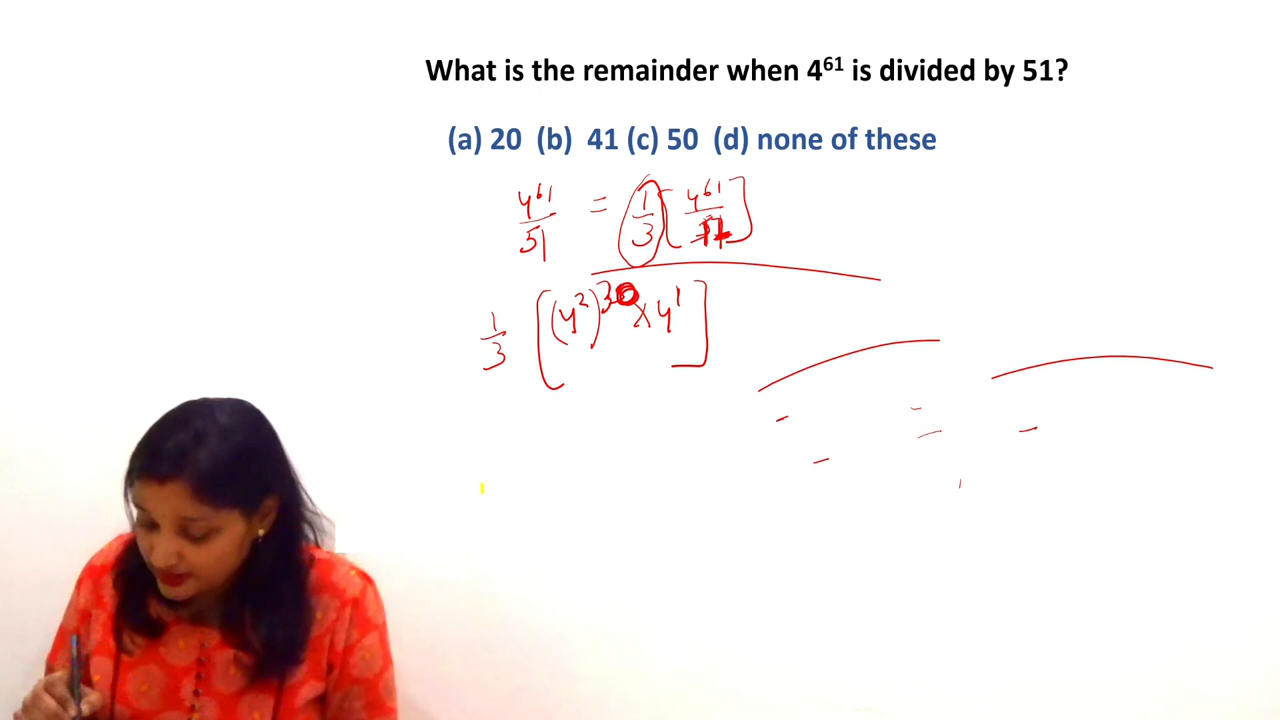 What is the remainder when 4⁶¹ is divided by 51?
(a) 20 (b) 41 (c) 50 (d) none of these
4⁶¹/51 = 1/3 [4⁶¹/17]
1/3 [(4²)³⁰ × 4¹]